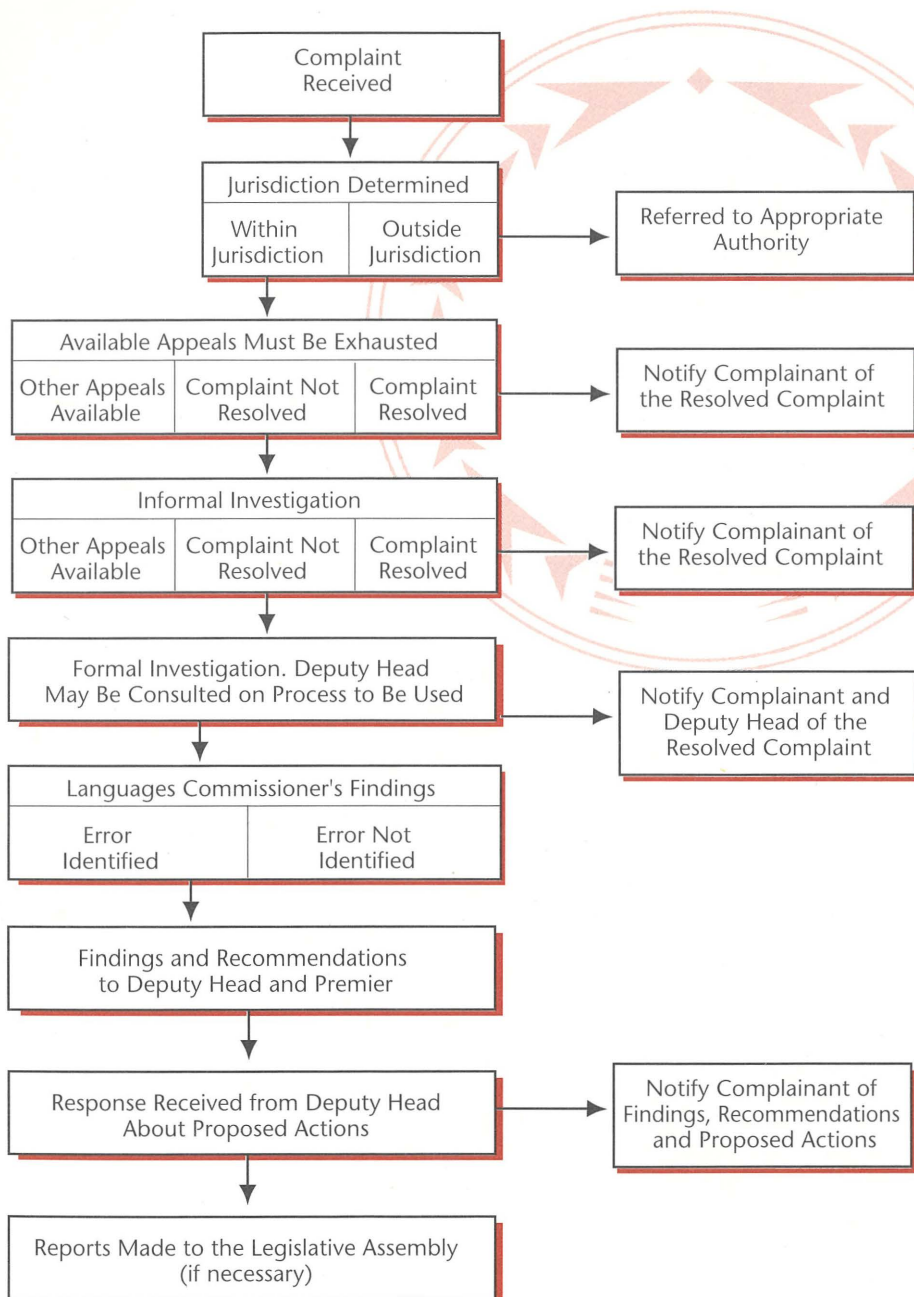 Complaint
Received
Jurisdiction Determined
Within
Jurisdiction
Outside
Jurisdiction
Referred to Appropriate
Authority
Available Appeals Must Be Exhausted
Other Appeals
Available
Complaint Not
Resolved
Complaint
Resolved
Notify Complainant of
the Resolved Complaint
Informal Investigation
Other Appeals
Available
Complaint Not
Resolved
Complaint
Resolved
Notify Complainant of
the Resolved Complaint
Formal Investigation. Deputy Head
May Be Consulted on Process to Be Used
Notify Complainant and
Deputy Head of the
Resolved Complaint
Languages Commissioner's Findings
Error
Identified
Error Not
Identified
Findings and Recommendations
to Deputy Head and Premier
Response Received from Deputy Head
About Proposed Actions
Notify Complainant of
Findings, Recommendations
and Proposed Actions
Reports Made to the Legislative Assembly
(if necessary)